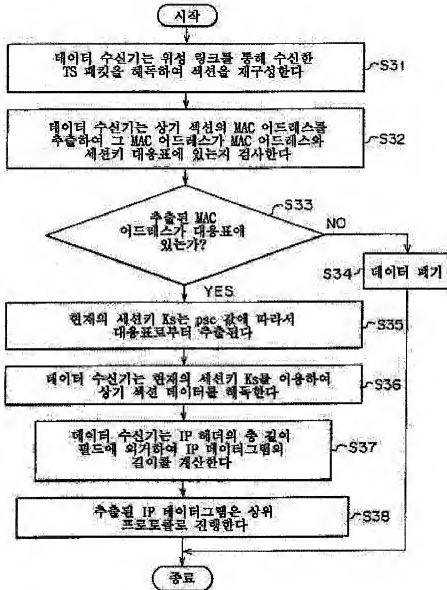 시작
데이터 수신기는 위성 링크를 통해 수신한
TS 패킷을 해독하여 섹션을 재구성한다
S31
데이터 수신기는 상기 섹션의 MAC 어드레스를
추출하여 그 MAC 어드레스가 MAC 어드레스와
세션키 대응표에 있는지 검사한다
S32
추출된 MAC
어드레스가 대응표에
있는가?
S33
NO
S34
데이터 폐기
YES
현재의 세션키 Ks는 psc 값에 따라서
대응표로부터 추출된다
S35
데이터 수신기는 현재의 세션키 Ks를 이용하여
상기 섹션 데이터를 해독한다
S36
데이터 수신기는 IP 헤더의 총 길이
필드에 의거하여 IP 데이터그램의
길이를 계산한다
S37
추출될 IP 데이터그램은 상위
프로토콜로 진행한다
S38
종료